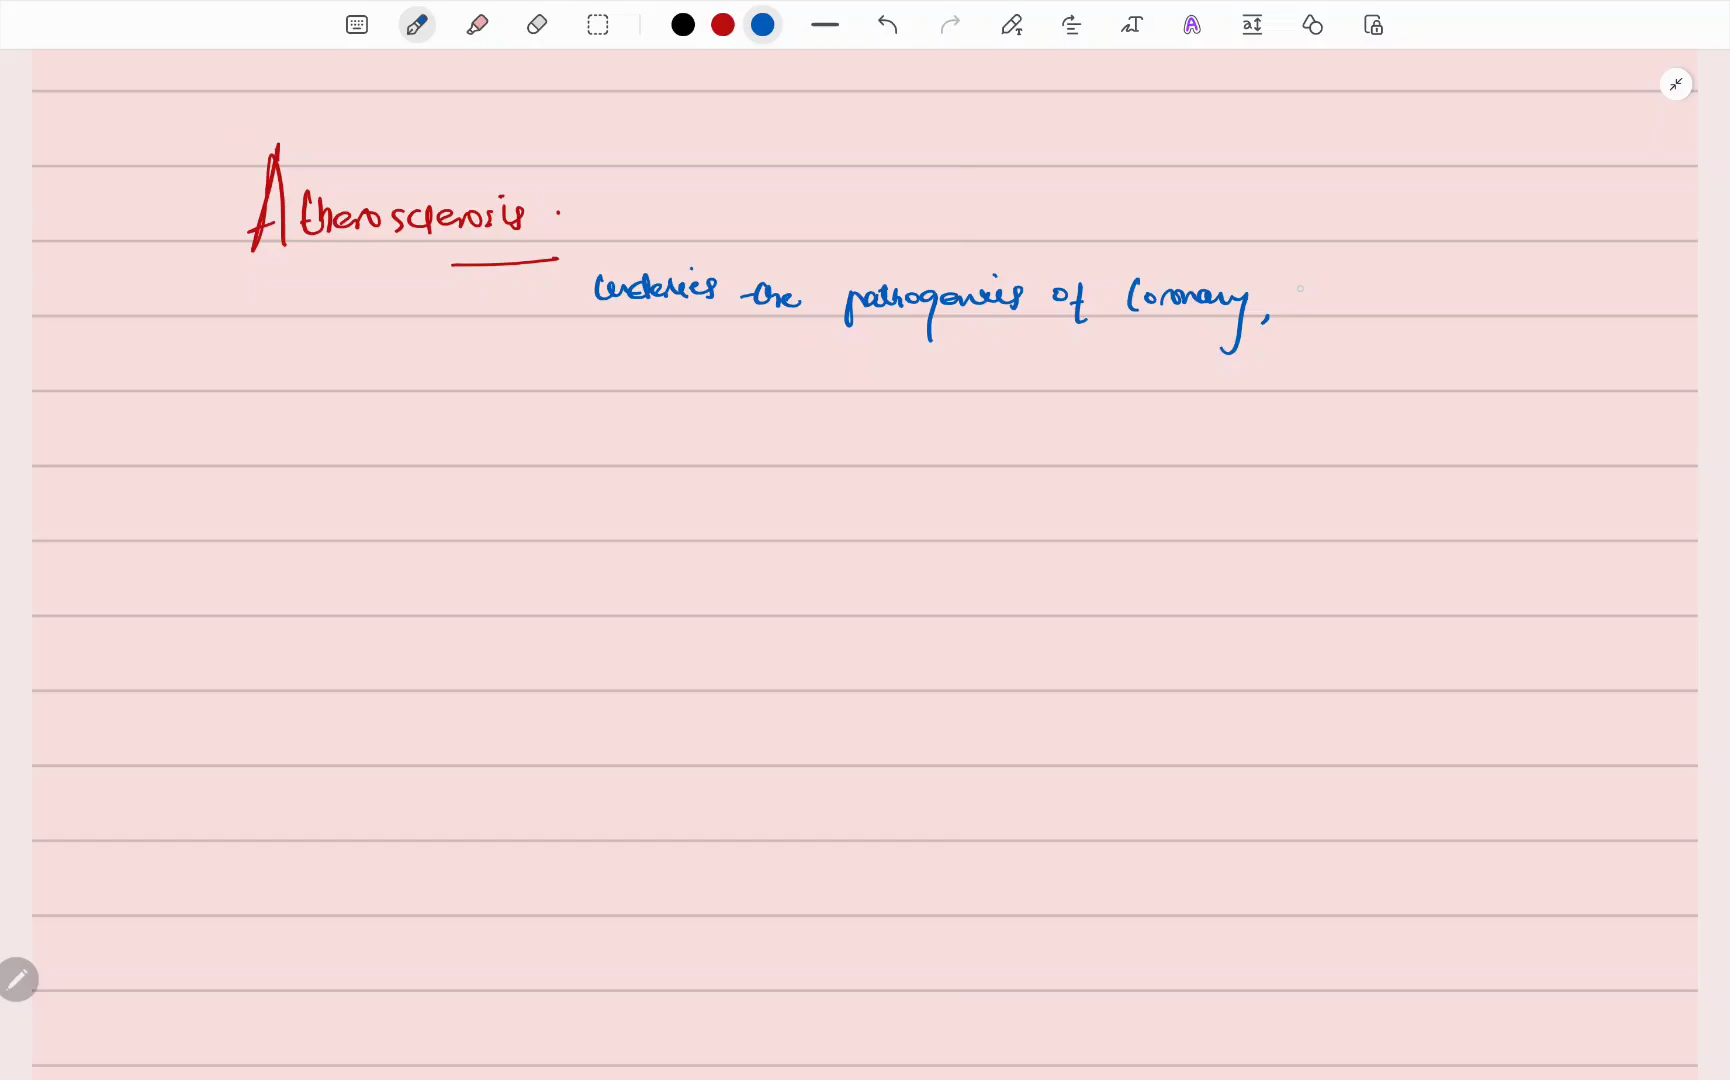 Atherosclerosis .
underlies the pathogenesis of Coronary,